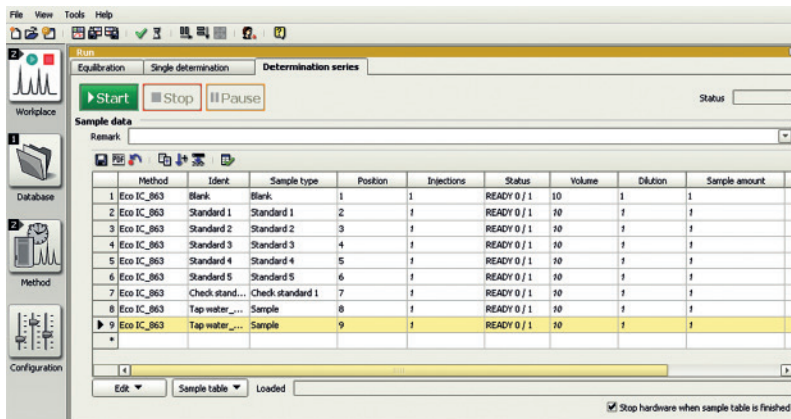 File View Tools Help
Run
Equilibration Single determination Determination series
Start Stop Pause Status
Sample data
Remark
PDF
Method Ident Sample type Position Injections Status Volume Dilution Sample amount
1 Eco IC_863 Blank Blank 1 1 READY 0 / 1 10 1 1
2 Eco IC_863 Standard 1 Standard 1 2 1 READY 0 / 1 10 1 1
3 Eco IC_863 Standard 2 Standard 2 3 1 READY 0 / 1 10 1 1
4 Eco IC_863 Standard 3 Standard 3 4 1 READY 0 / 1 10 1 1
5 Eco IC_863 Standard 4 Standard 4 5 1 READY 0 / 1 10 1 1
6 Eco IC_863 Standard 5 Standard 5 6 1 READY 0 / 1 10 1 1
7 Eco IC_863 Check stand... Check standard 1 7 1 READY 0 / 1 10 1 1
8 Eco IC_863 Tap water_... Sample 8 1 READY 0 / 1 10 1 1
9 Eco IC_863 Tap water_... Sample 9 1 READY 0 / 1 10 1 1
*
Edit Sample table Loaded
Stop hardware when sample table is finished
2
Workplace
1
Database
2
Method
Configuration